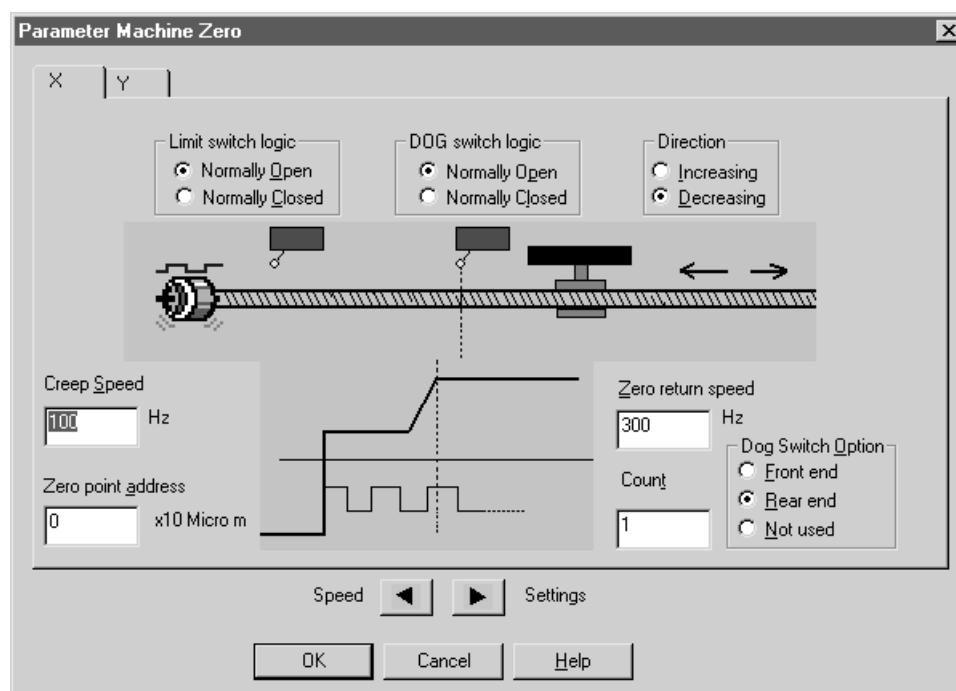 Parameter Machine Zero
X
Y
Limit switch logic
Normally Open
Normally Closed
DOG switch logic
Normally Open
Normally Closed
Direction
Increasing
Decreasing
Creep Speed
100 Hz
Zero point address
0 x10 Micro m
Zero return speed
300 Hz
Count
1
Dog Switch Option
Front end
Rear end
Not used
Speed
Settings
OK
Cancel
Help